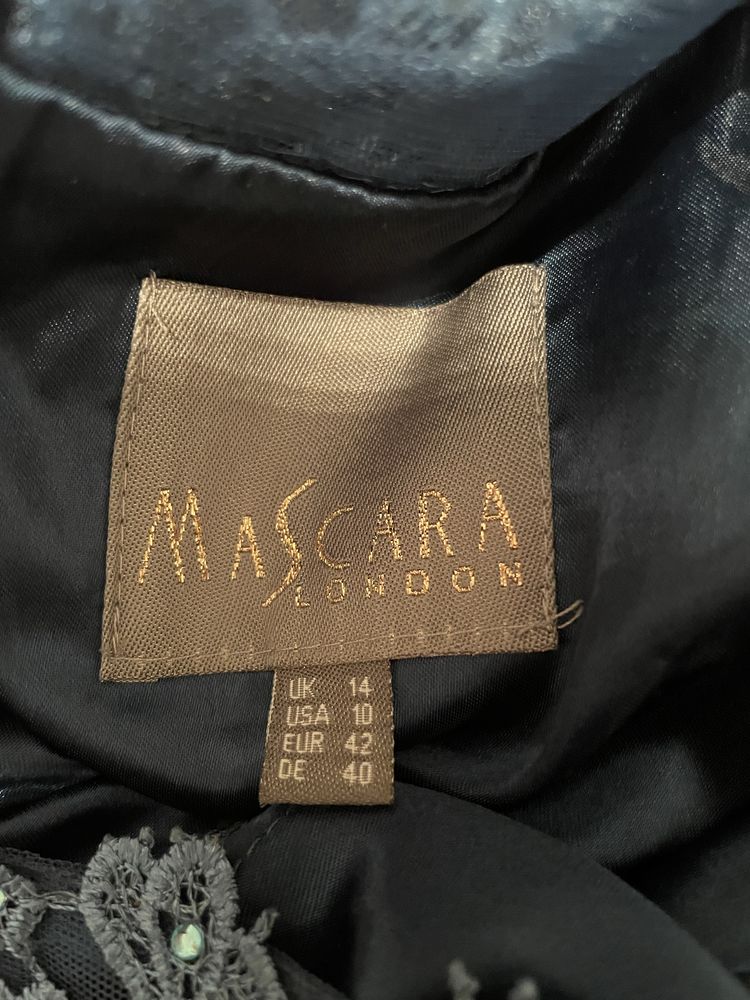 MASCARA
LONDON
UK 14
USA 10
EUR 42
DE 40